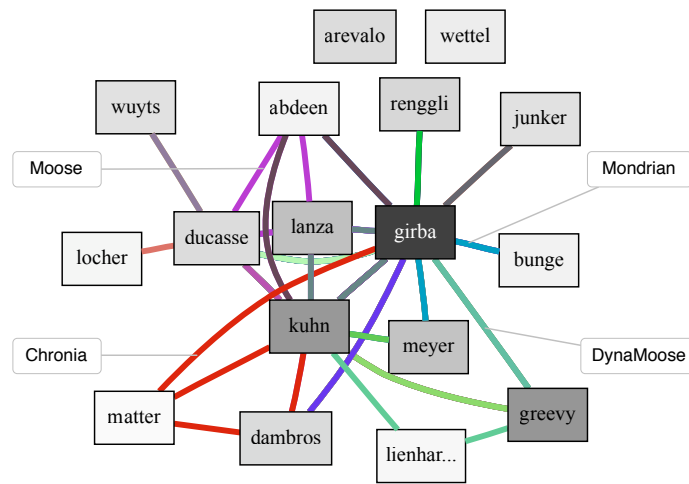 arevalo
wettel
wuyts
abdeen
renggli
junker
Moose
Mondrian
ducasse
lanza
girba
locher
bunge
kuhn
meyer
Chronia
DynaMoose
matter
dambros
lienhar...
greevy